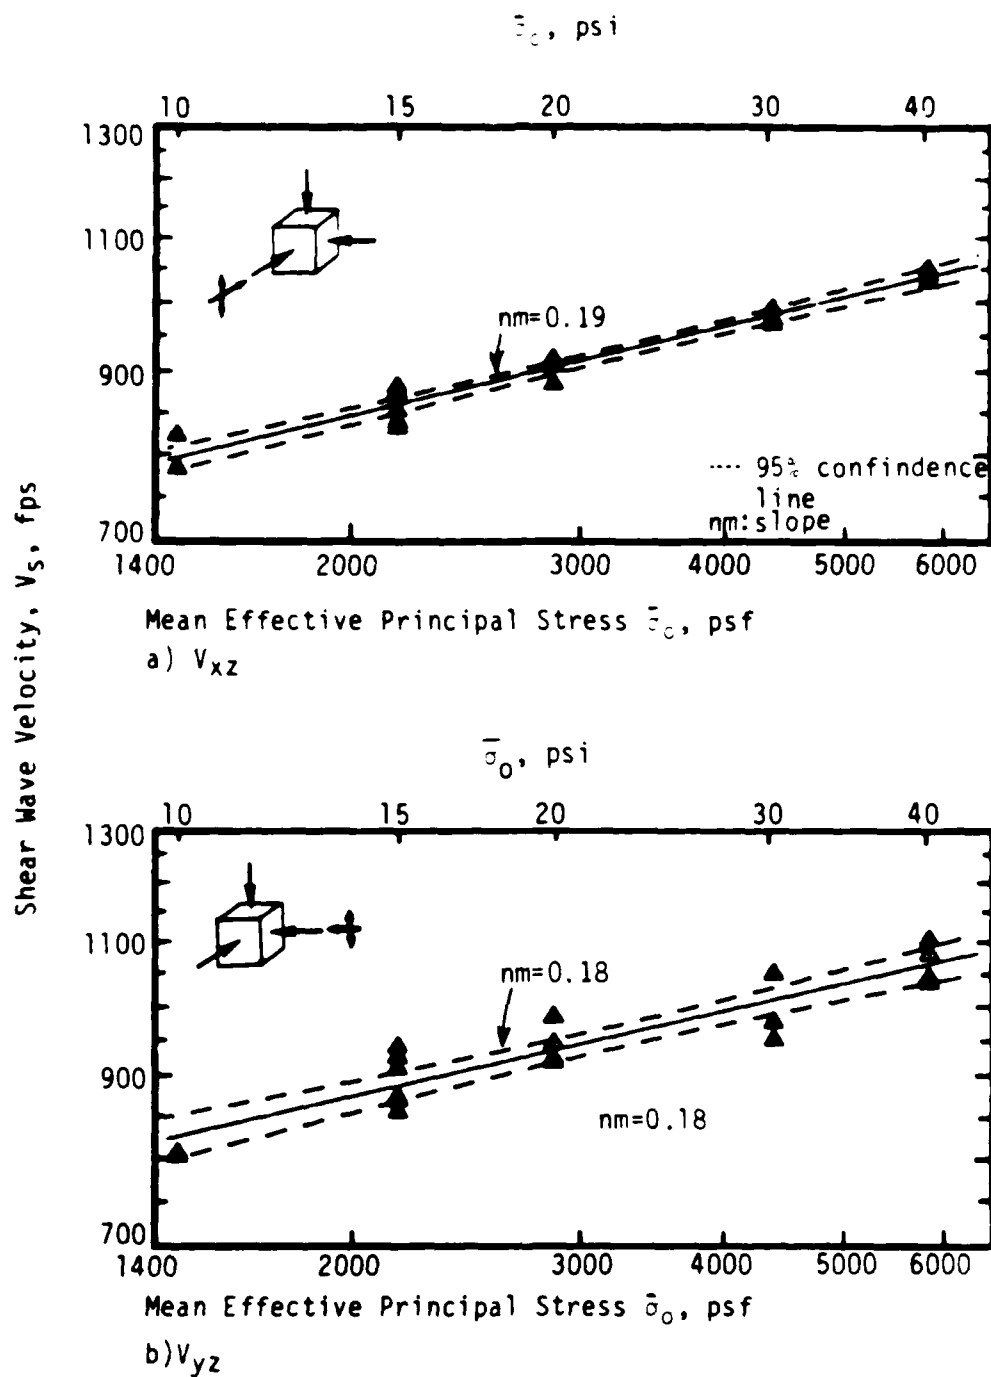 σ̄o, psi
10 15 20 30 40
1300
1100
nm=0.19
900
---- 95% confindence
line
nm: slope
700
1400 2000 3000 4000 5000 6000
Mean Effective Principal Stress σ̄o, psf
a) Vxz
Shear Wave Velocity, Vs, fps
σ̄o, psi
10 15 20 30 40
1300
1100
nm=0.18
900
nm=0.18
700
1400 2000 3000 4000 5000 6000
Mean Effective Principal Stress σ̄o, psf
b) Vyz